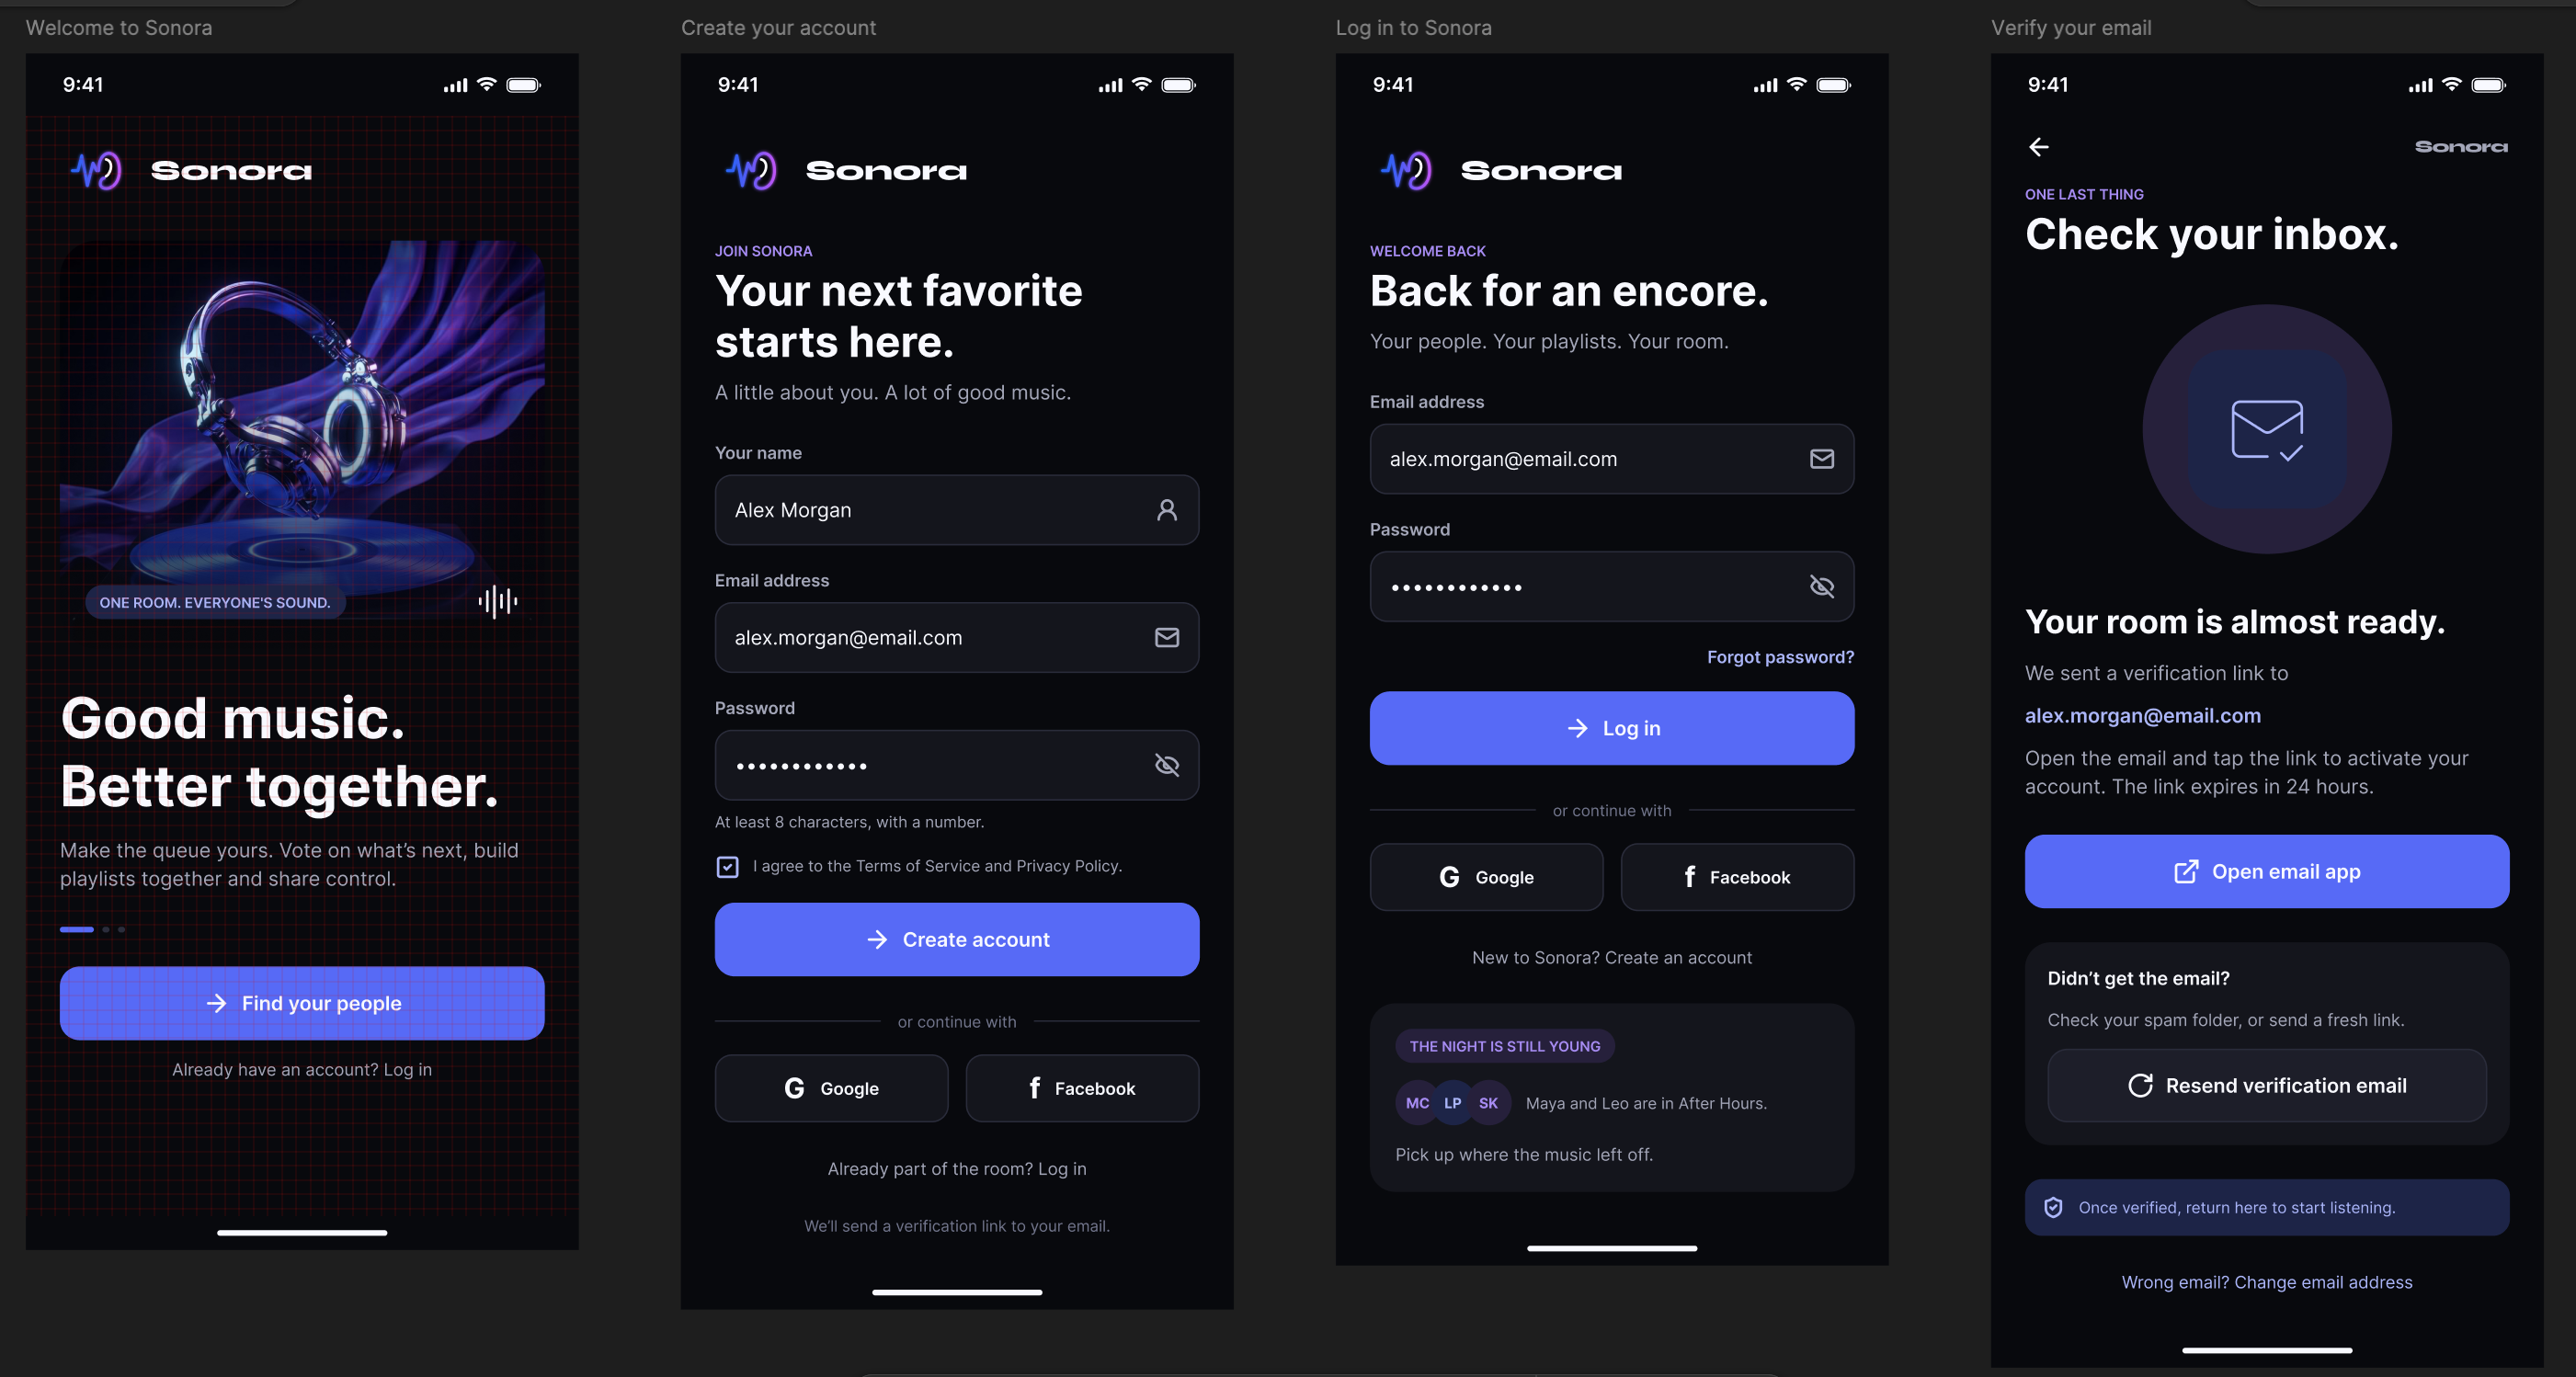 Welcome to Sonora
9:41
Sonora
ONE ROOM. EVERYONE'S SOUND.
Good music.
Better together.
Make the queue yours. Vote on what’s next, build
playlists together and share control.
Find your people
Already have an account? Log in
Create your account
9:41
Sonora
JOIN SONORA
Your next favorite
starts here.
A little about you. A lot of good music.
Your name
Alex Morgan
Email address
alex.morgan@email.com
Password
At least 8 characters, with a number.
I agree to the Terms of Service and Privacy Policy.
Create account
or continue with
G Google
f Facebook
Already part of the room? Log in
We’ll send a verification link to your email.
Log in to Sonora
9:41
Sonora
WELCOME BACK
Back for an encore.
Your people. Your playlists. Your room.
Email address
alex.morgan@email.com
Password
Forgot password?
Log in
or continue with
G Google
f Facebook
New to Sonora? Create an account
THE NIGHT IS STILL YOUNG
MC LP SK Maya and Leo are in After Hours.
Pick up where the music left off.
Verify your email
9:41
Sonora
ONE LAST THING
Check your inbox.
Your room is almost ready.
We sent a verification link to
alex.morgan@email.com
Open the email and tap the link to activate your
account. The link expires in 24 hours.
Open email app
Didn’t get the email?
Check your spam folder, or send a fresh link.
Resend verification email
Once verified, return here to start listening.
Wrong email? Change email address